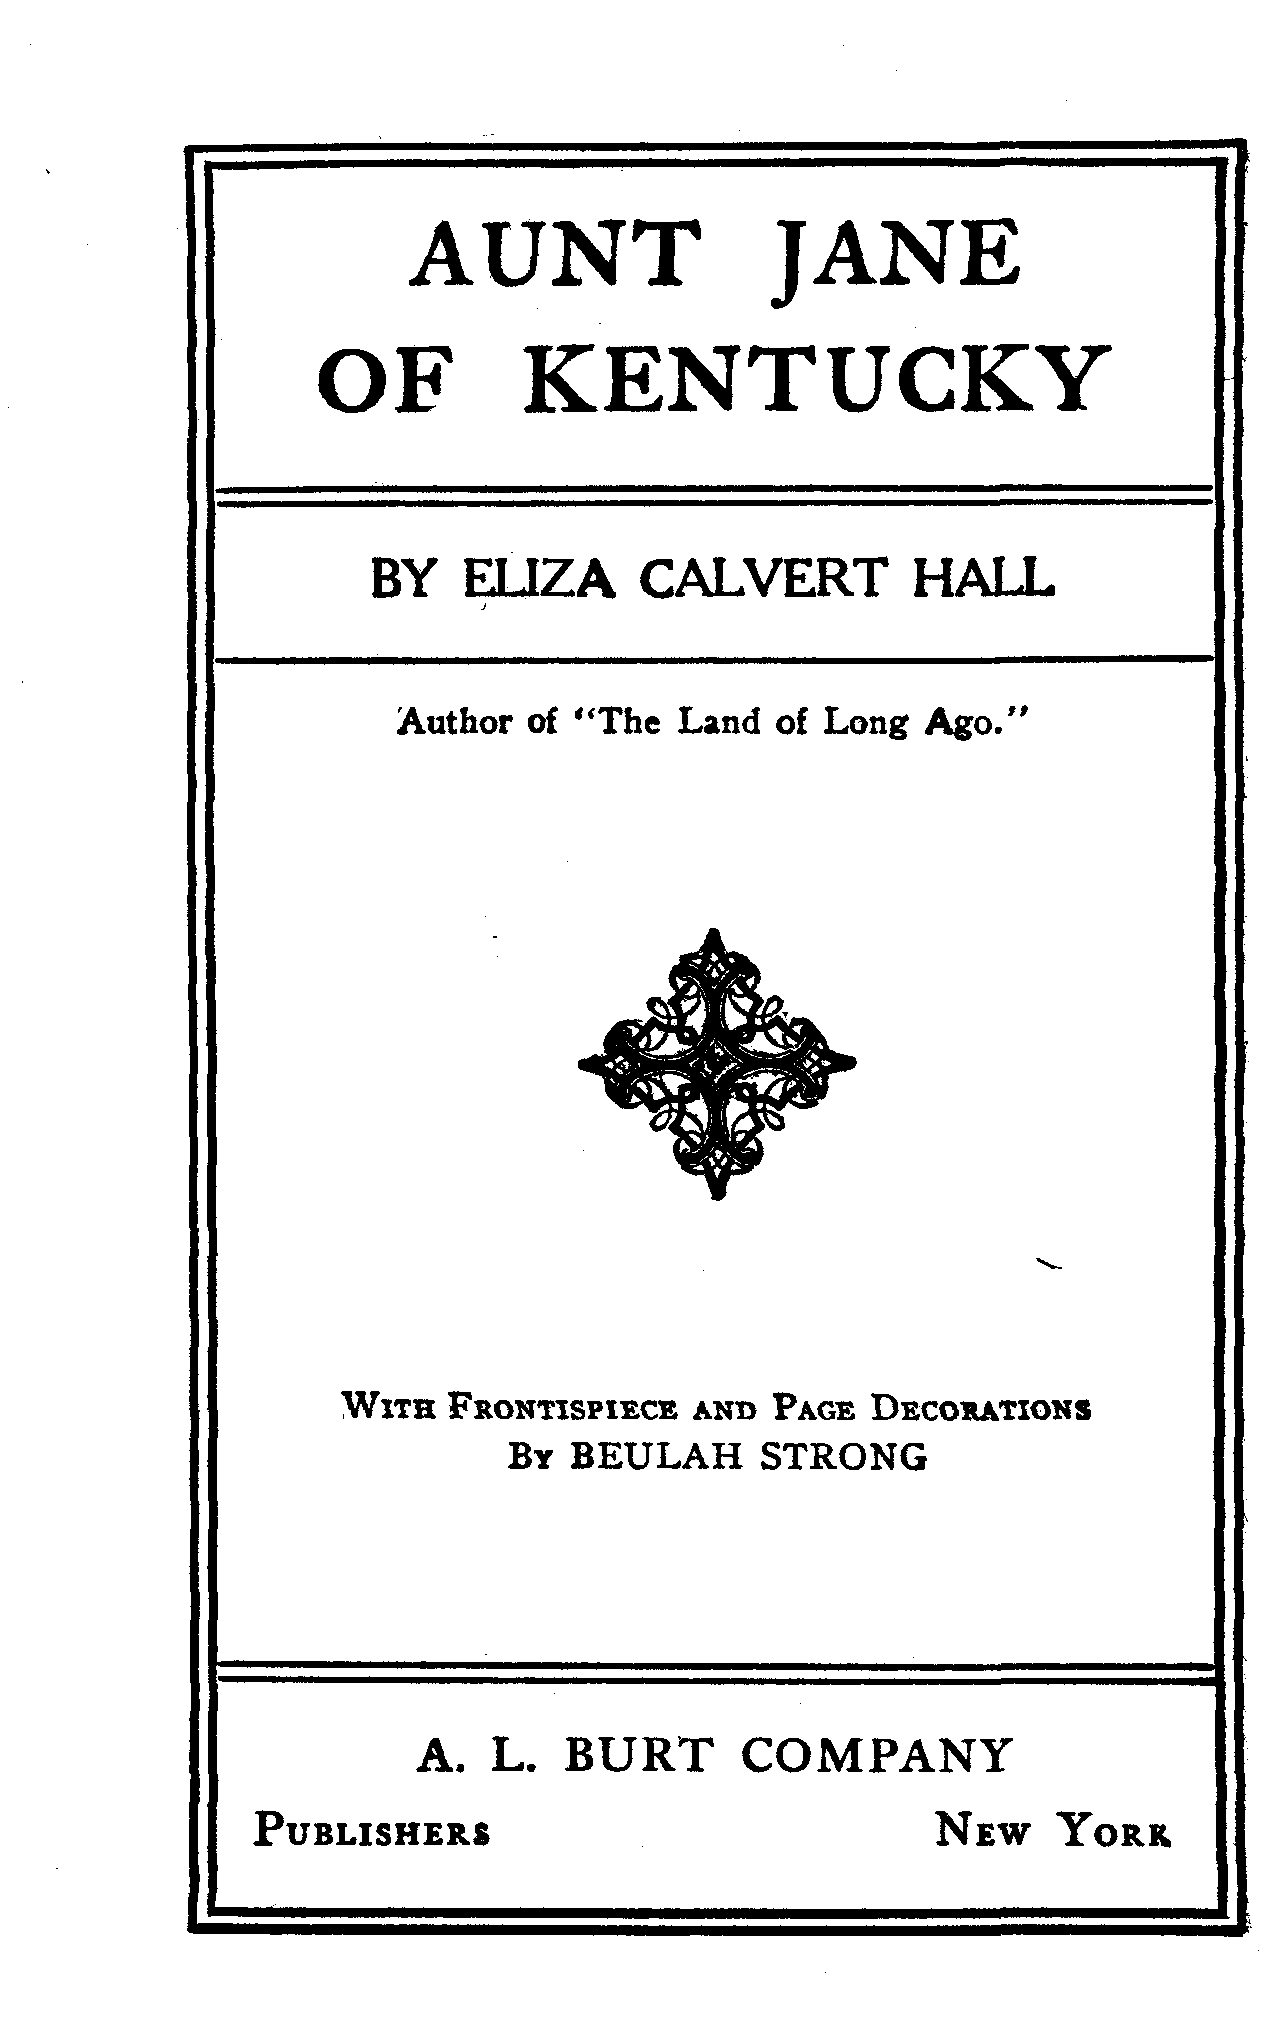 AUNT JANE
OF KENTUCKY
BY ELIZA CALVERT HALL
Author of "The Land of Long Ago."
WITH FRONTISPIECE AND PAGE DECORATIONS
BY BEULAH STRONG
A. L. BURT COMPANY
PUBLISHERS NEW YORK